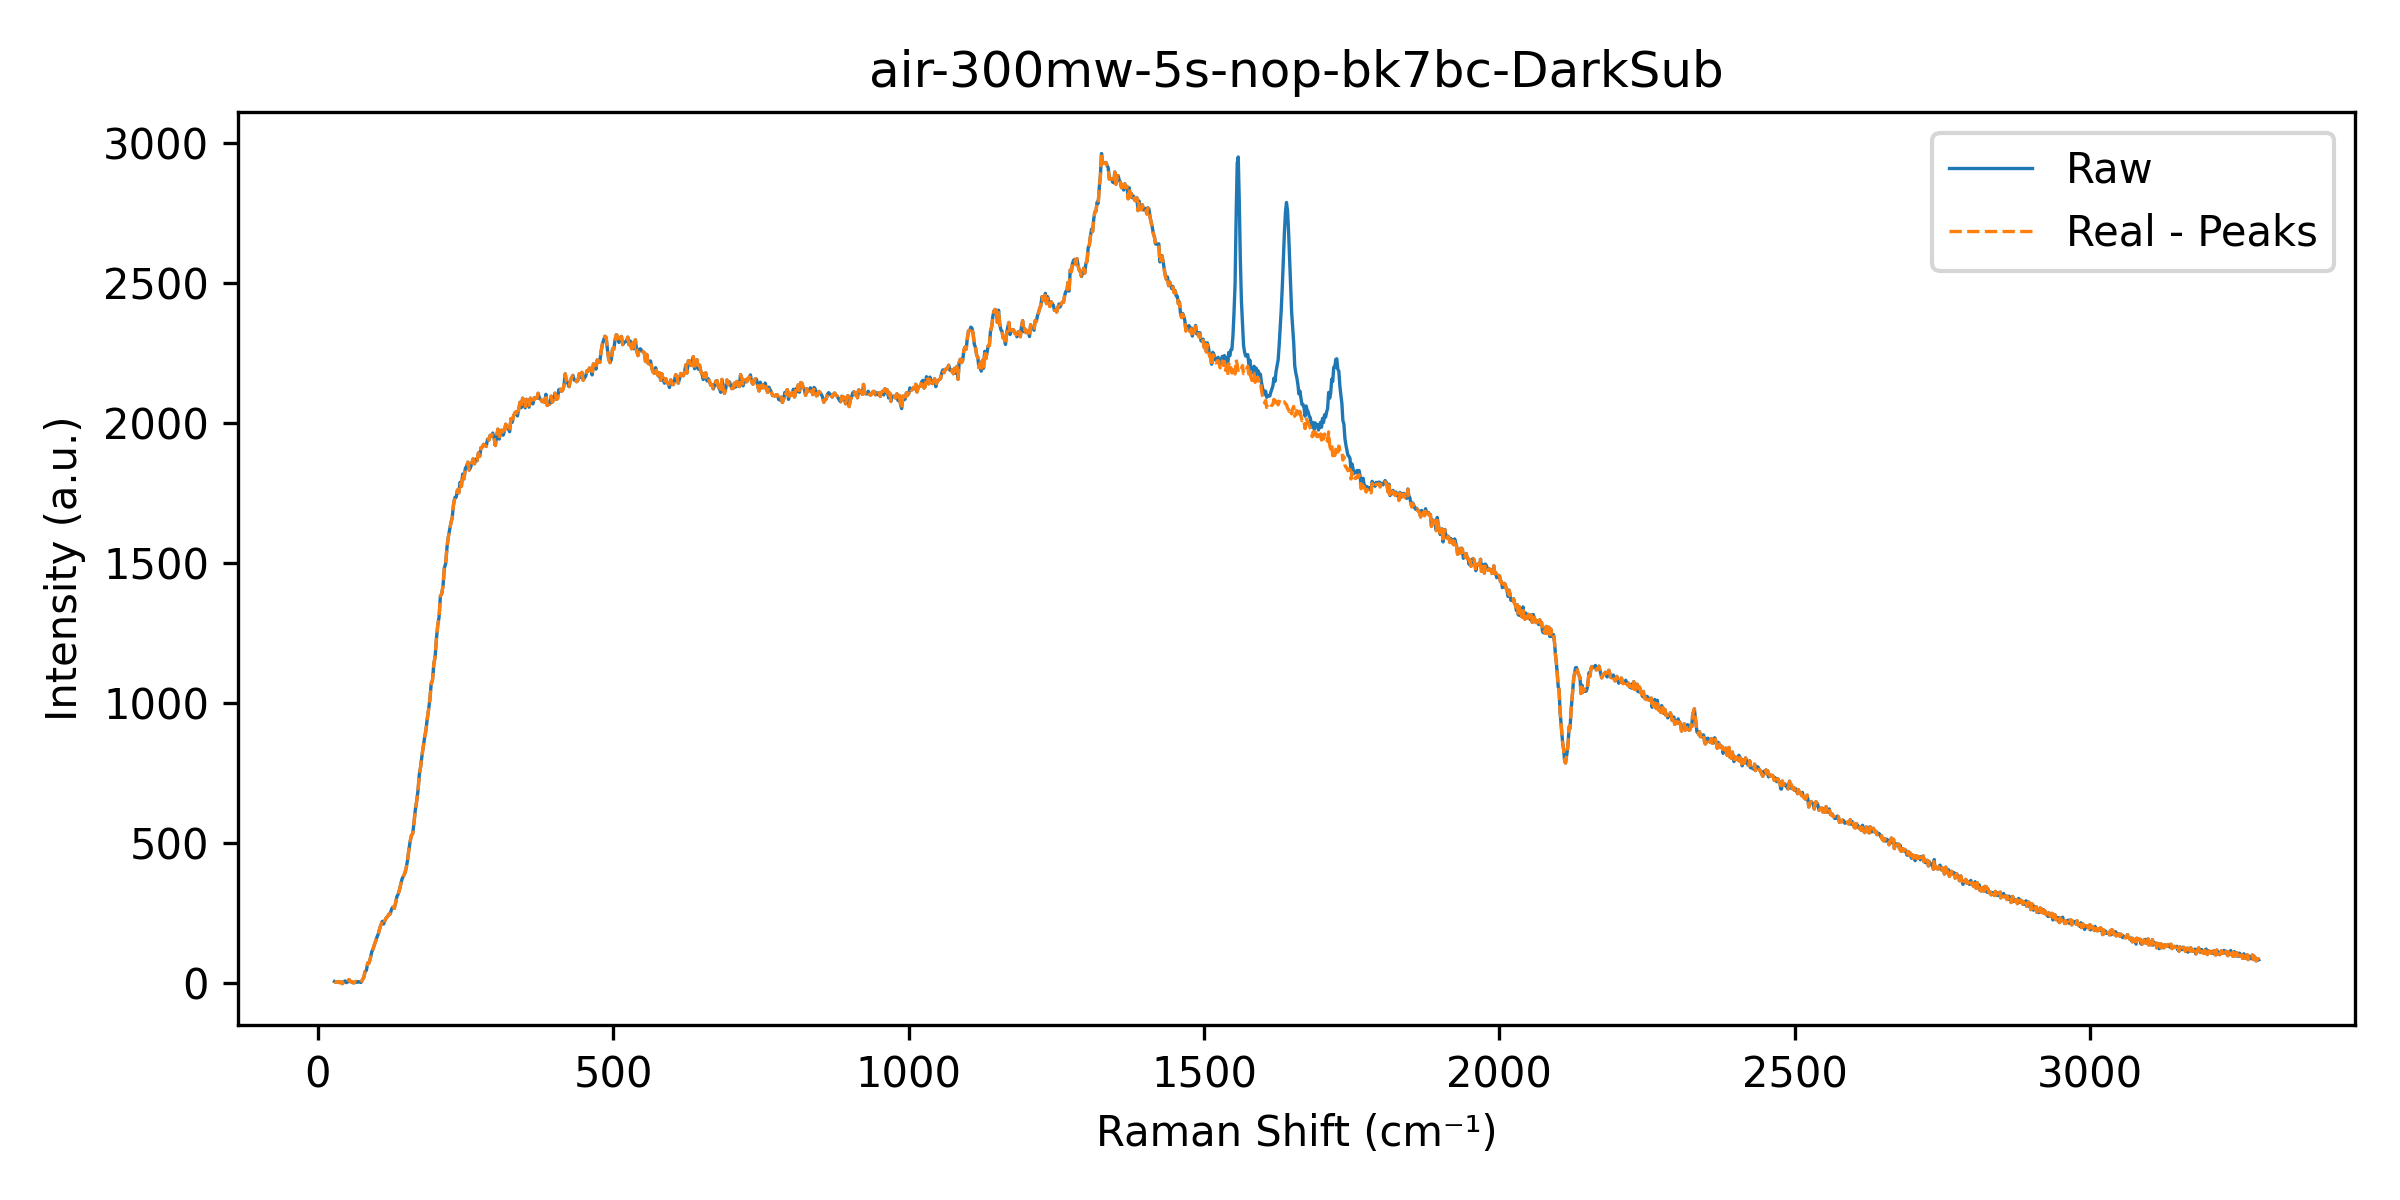 air-300mw-5s-nop-bk7bc-DarkSub
3000
2500
2000
1500
1000
500
0
Intensity (a.u.)
Raw
Real - Peaks
0 500 1000 1500 2000 2500 3000
Raman Shift (cm⁻¹)